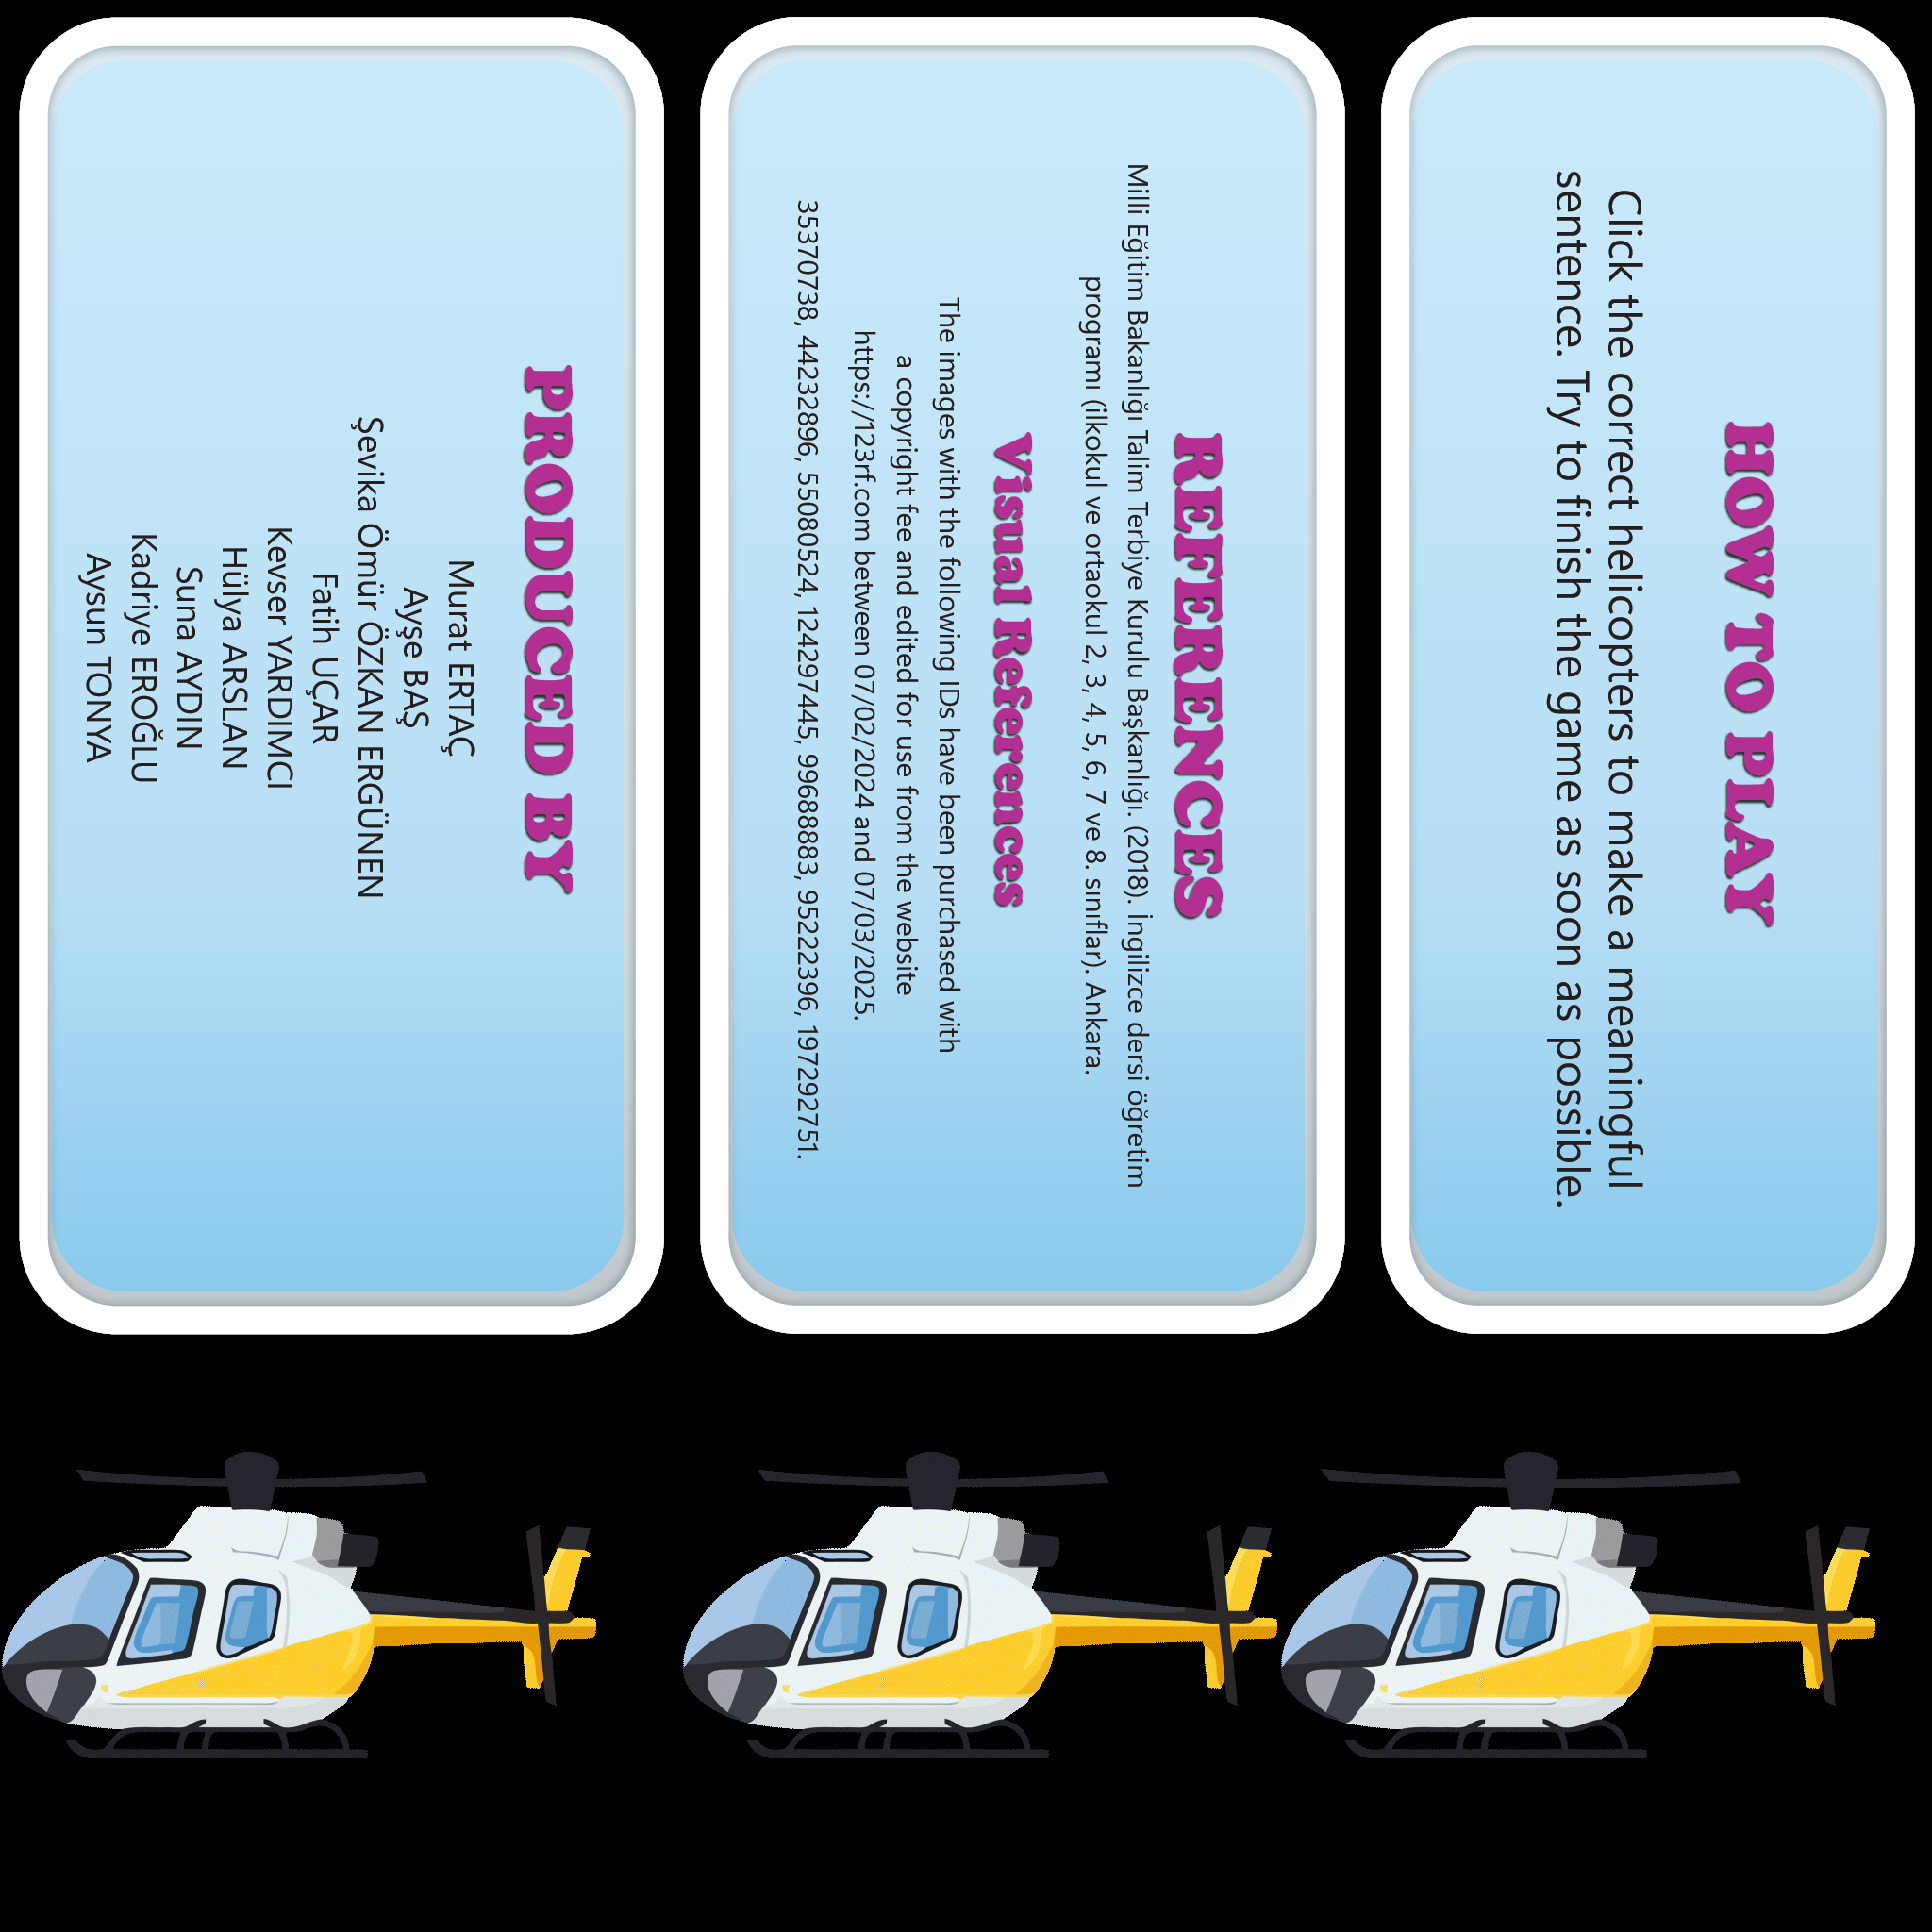 PRODUCED BY
Murat ERTAÇ
Ayşe BAŞ
Şevika Ömür ÖZKAN ERGÜNEN
Fatih UÇAR
Kevser YARDIMCI
Hülya ARSLAN
Suna AYDIN
Kadriye EROĞLU
Aysun TONYA
REFERENCES
Milli Eğitim Bakanlığı Talim Terbiye Kurulu Başkanlığı. (2018). İngilizce dersi öğretim
programı (ilkokul ve ortaokul 2, 3, 4, 5, 6, 7 ve 8. sınıflar). Ankara.
Visual References
The images with the following IDs have been purchased with
a copyright fee and edited for use from the website
https://123rf.com between 07/02/2024 and 07/03/2025.
35370738, 44232896, 55080524, 124297445, 99688883, 95222396, 197292751.
HOW TO PLAY
Click the correct helicopters to make a meaningful
sentence. Try to finish the game as soon as possible.